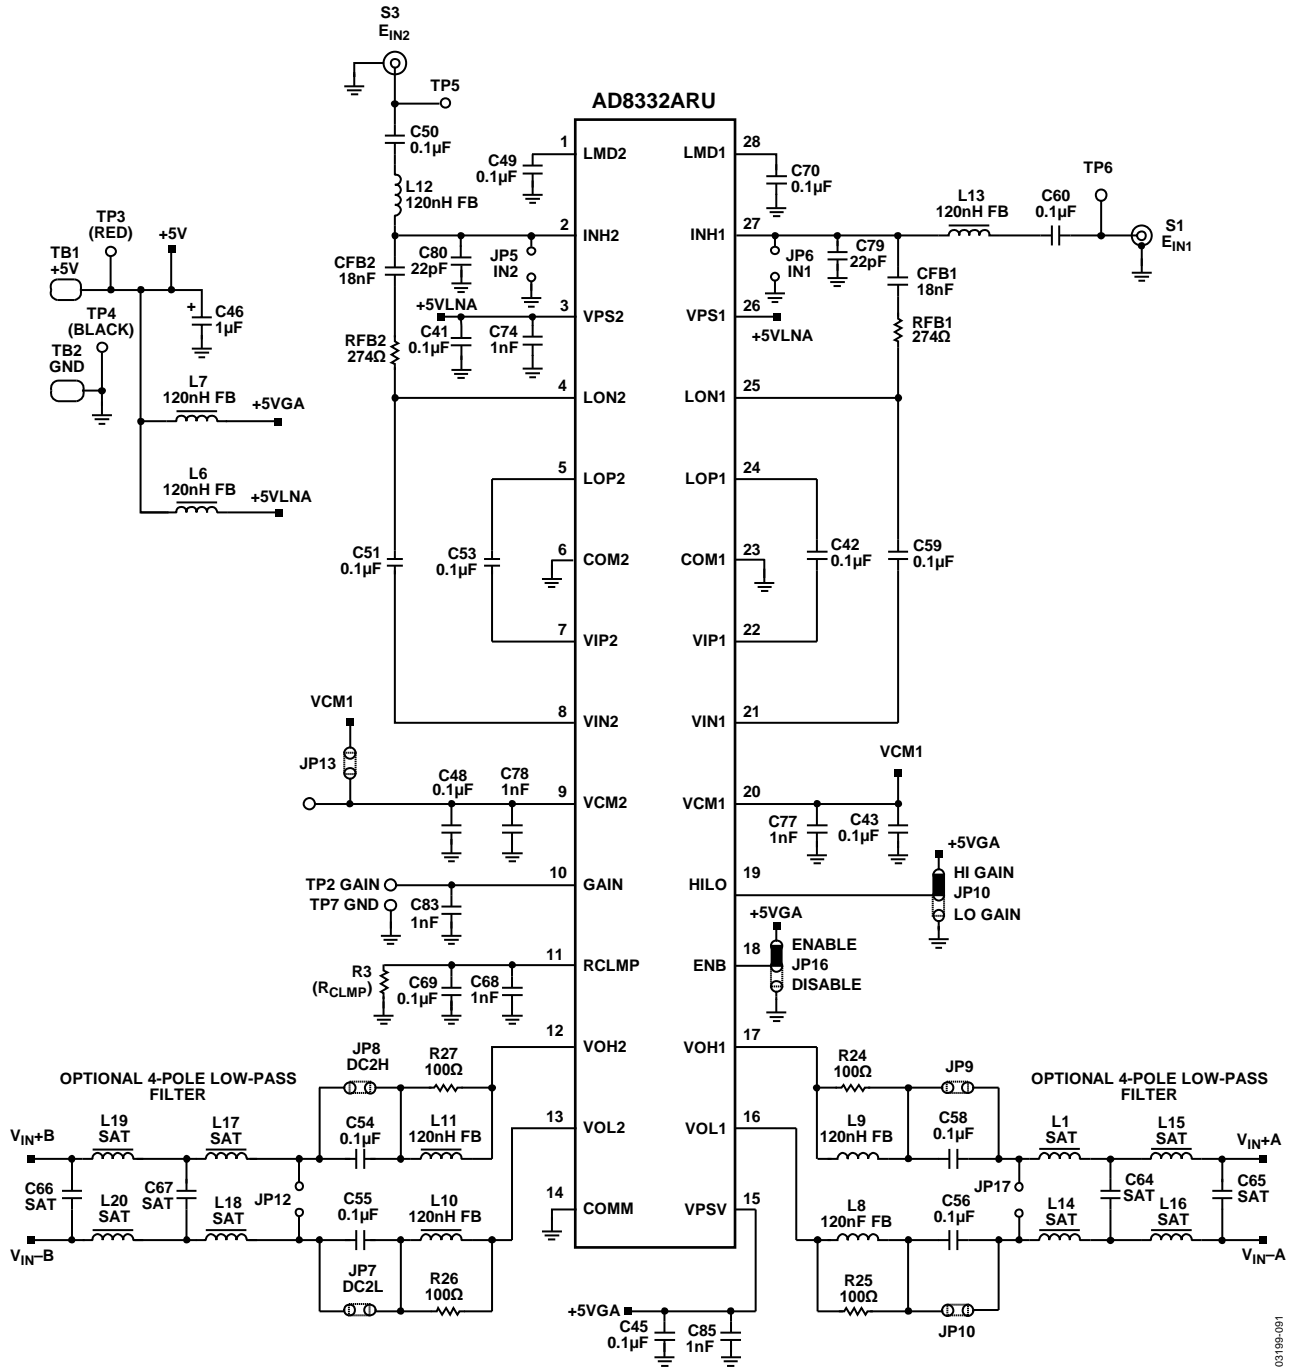 S3
E_IN2
TP5
AD8332ARU
C50
0.1µF
1
LMD2
LMD1
28
C49
0.1µF
C70
0.1µF
L12
120nH FB
TP6
L13
120nH FB
C60
0.1µF
S1
E_IN1
2
INH2
INH1
27
TP3
(RED)
+5V
TB1
+5V
CFB2
18nF
C80
22pF
JP5
IN2
JP6
IN1
C79
22pF
CFB1
18nF
TP4
(BLACK)
TB2
GND
C46
1µF
+
+5VLNA
3
VPS2
VPS1
26
+5VLNA
RFB2
274Ω
C41
0.1µF
C74
1nF
RFB1
274Ω
L7
120nH FB
+5VGA
4
LON2
LON1
25
L6
120nH FB
+5VLNA
5
LOP2
LOP1
24
C51
0.1µF
C53
0.1µF
6
COM2
COM1
23
C42
0.1µF
C59
0.1µF
7
VIP2
VIP1
22
8
VIN2
VIN1
21
VCM1
JP13
VCM1
C48
0.1µF
C78
1nF
9
VCM2
VCM1
20
C77
1nF
C43
0.1µF
+5VGA
HI GAIN
JP10
LO GAIN
TP2 GAIN
TP7 GND
C83
1nF
10
GAIN
HILO
19
+5VGA
ENABLE
JP16
DISABLE
11
RCLMP
ENB
18
R3
(R_CLMP)
C69
0.1µF
C68
1nF
12
VOH2
VOH1
17
OPTIONAL 4-POLE LOW-PASS
FILTER
JP8
DC2H
R27
100Ω
R24
100Ω
JP9
OPTIONAL 4-POLE LOW-PASS
FILTER
V_IN+B
L19
SAT
L17
SAT
C54
0.1µF
L11
120nH FB
13
VOL2
VOL1
16
L9
120nH FB
C58
0.1µF
L1
SAT
L15
SAT
V_IN+A
C66
SAT
L20
SAT
C67
SAT
L18
SAT
JP12
C55
0.1µF
L10
120nH FB
14
COMM
VPSV
15
L8
120nF FB
C56
0.1µF
JP17
L14
SAT
C64
SAT
L16
SAT
C65
SAT
V_IN–B
V_IN–A
JP7
DC2L
R26
100Ω
R25
100Ω
JP10
+5VGA
C45
0.1µF
C85
1nF
03199-091